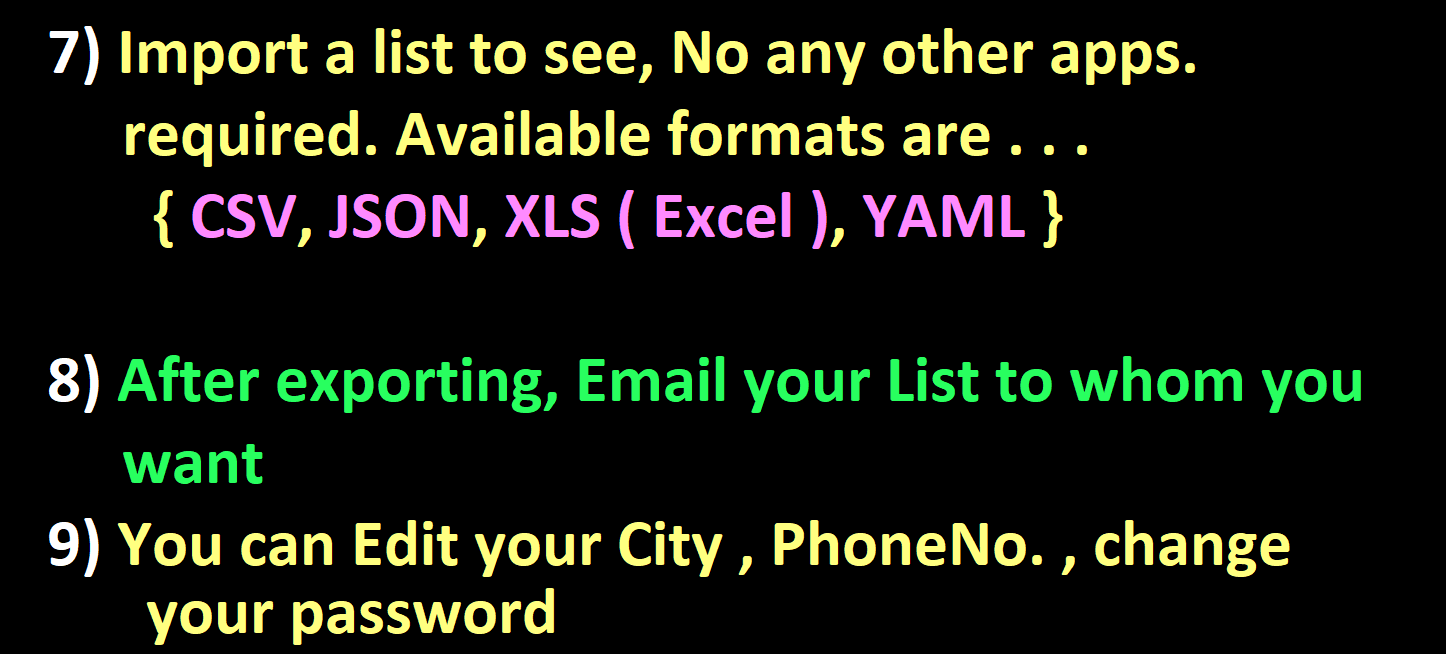 7) Import a list to see, No any other apps.
required. Available formats are . . .
{ CSV, JSON, XLS ( Excel ), YAML }
8) After exporting, Email your List to whom you
want
9) You can Edit your City , PhoneNo. , change
your password